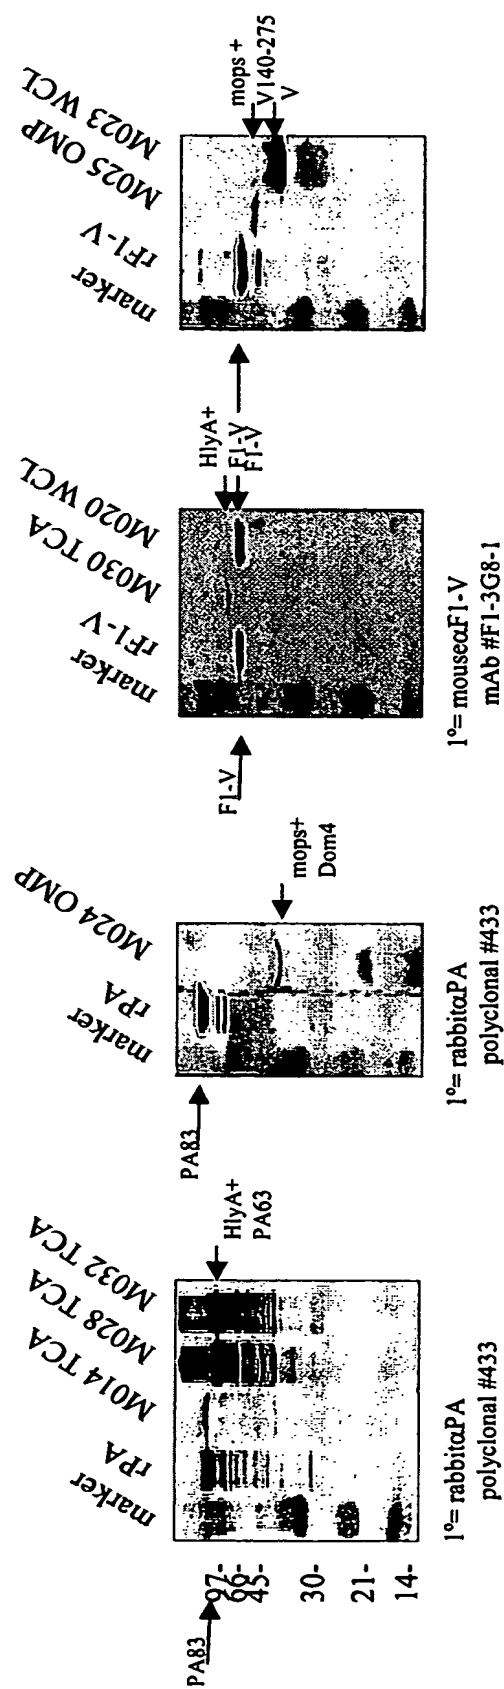 PA83
97-
66-
45-
30-
21-
14-
marker
rPA
M014 TCA
M028 TCA
M032 TCA
HlyA+
PA63
1°= rabbitαPA
polyclonal #433
PA83
marker
rPA
M024 OMP
mops+
Dom4
1°= rabbitαPA
polyclonal #433
F1-V
marker
rF1-V
M030 TCA
M020 WCL
HlyA+
F1-V
F1-V
1°= mouseαF1-V
mAb #F1-3G8-1
marker
rF1-V
M025 OMP
M023 WCL
mops +
V140-275
V